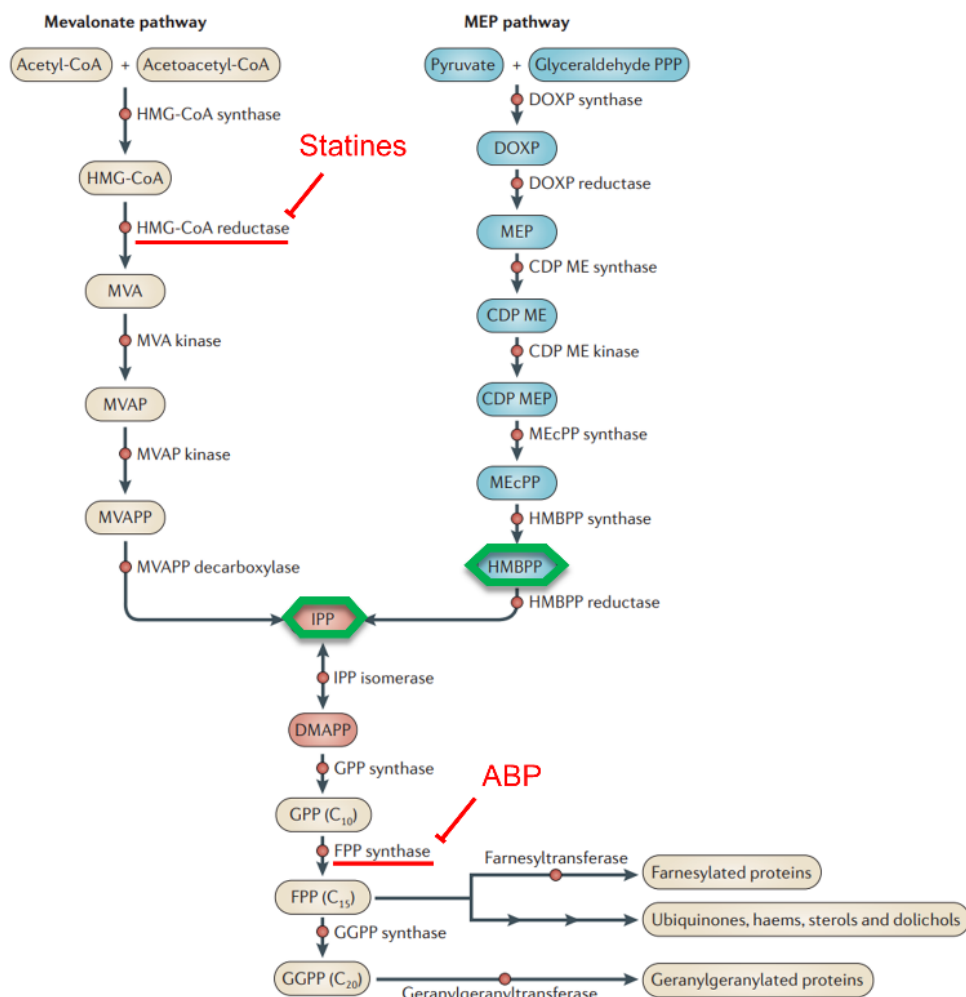 Mevalonate pathway
MEP pathway
Acetyl-CoA + Acetoacetyl-CoA
Pyruvate + Glyceraldehyde PPP
HMG-CoA synthase
DOXP synthase
Statines
DOXP
HMG-CoA
DOXP reductase
HMG-CoA reductase
MEP
CDP ME synthase
MVA
CDP ME
MVA kinase
CDP ME kinase
MVAP
CDP MEP
MEcPP synthase
MVAP kinase
MEcPP
MVAPP
HMBPP synthase
MVAPP decarboxylase
HMBPP
HMBPP reductase
IPP
IPP isomerase
DMAPP
GPP synthase
ABP
GPP (C₁₀)
FPP synthase
Farnesyltransferase
Farnesylated proteins
FPP (C₁₅)
Ubiquinones, haems, sterols and dolichols
GGPP synthase
GGPP (C₂₀)
Geranylgeranylated proteins
Geranylgeranyltransferase